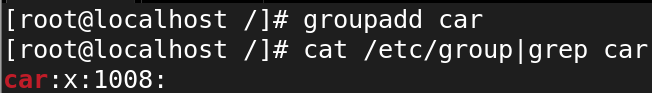 [root@localhost /]# groupadd car
[root@localhost /]# cat /etc/group|grep car
car:x:1008: